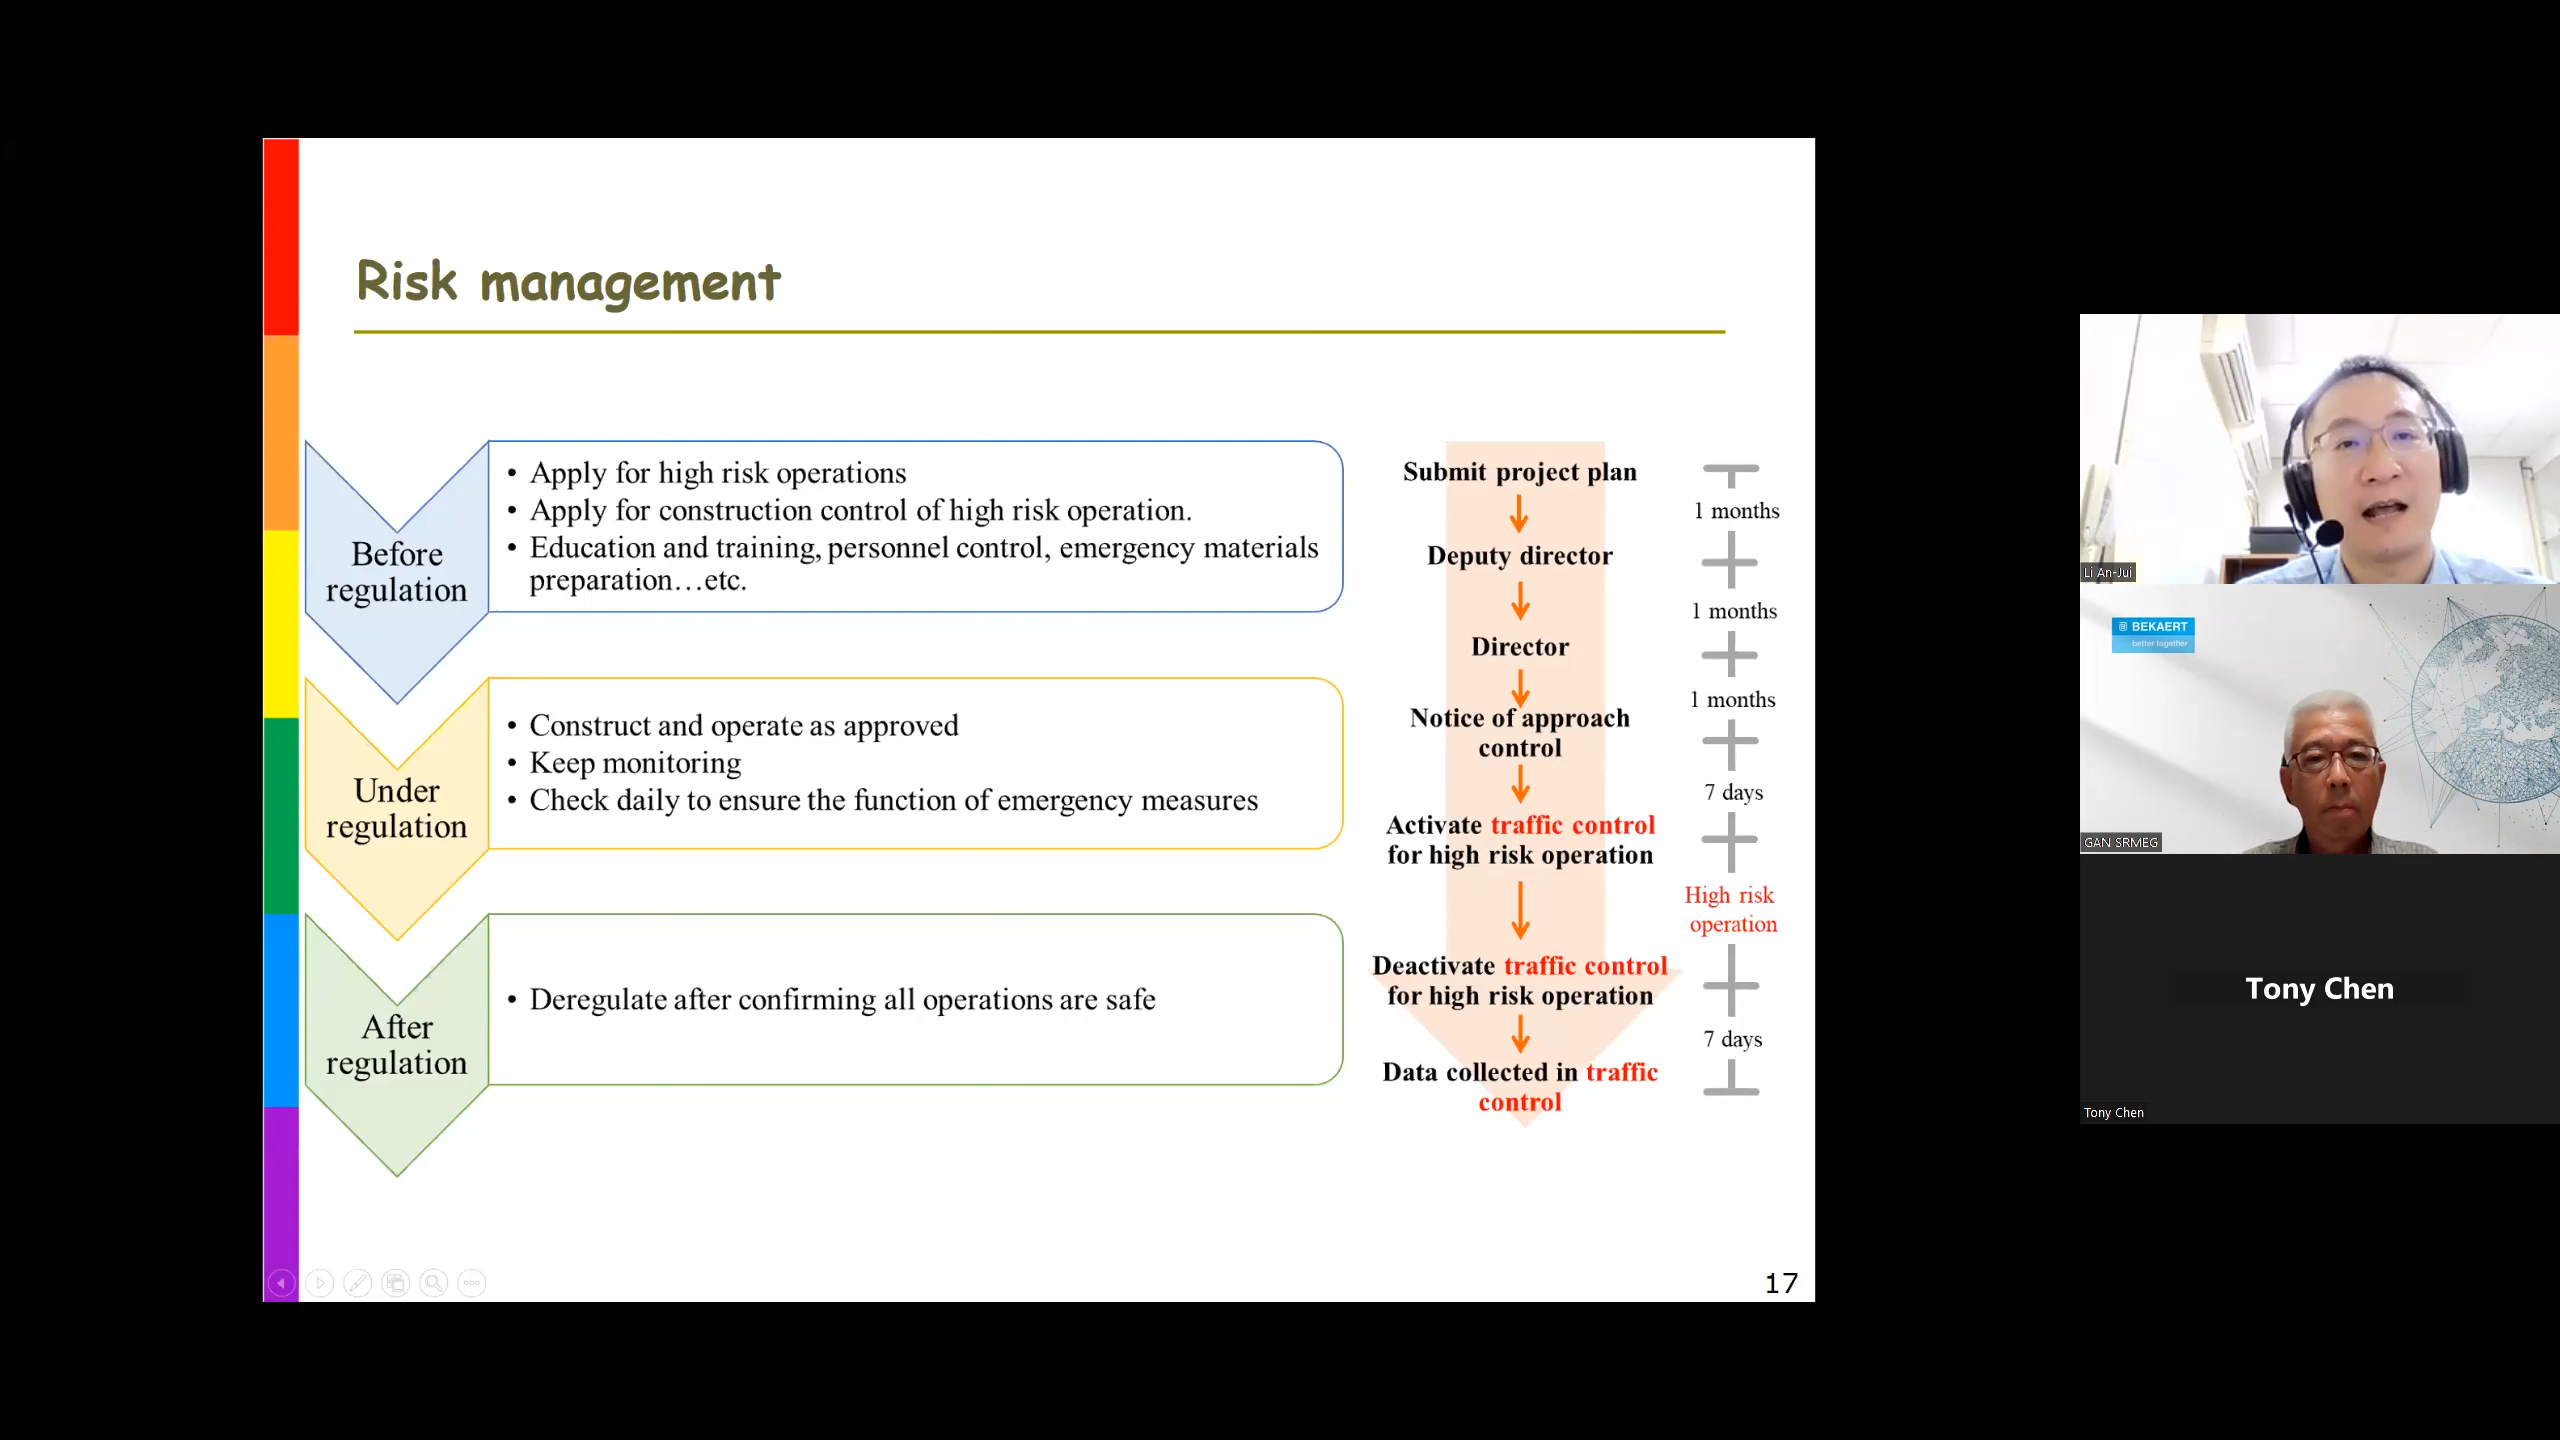 Risk management
Before
regulation
• Apply for high risk operations
• Apply for construction control of high risk operation.
• Education and training, personnel control, emergency materials
preparation…etc.
Under
regulation
• Construct and operate as approved
• Keep monitoring
• Check daily to ensure the function of emergency measures
After
regulation
• Deregulate after confirming all operations are safe
Submit project plan
Deputy director
Director
Notice of approach
control
Activate traffic control
for high risk operation
Deactivate traffic control
for high risk operation
Data collected in traffic
control
1 months
1 months
1 months
7 days
High risk
operation
7 days
17
Li An-Jui
BEKAERT
better together
GAN SRMEG
Tony Chen
Tony Chen